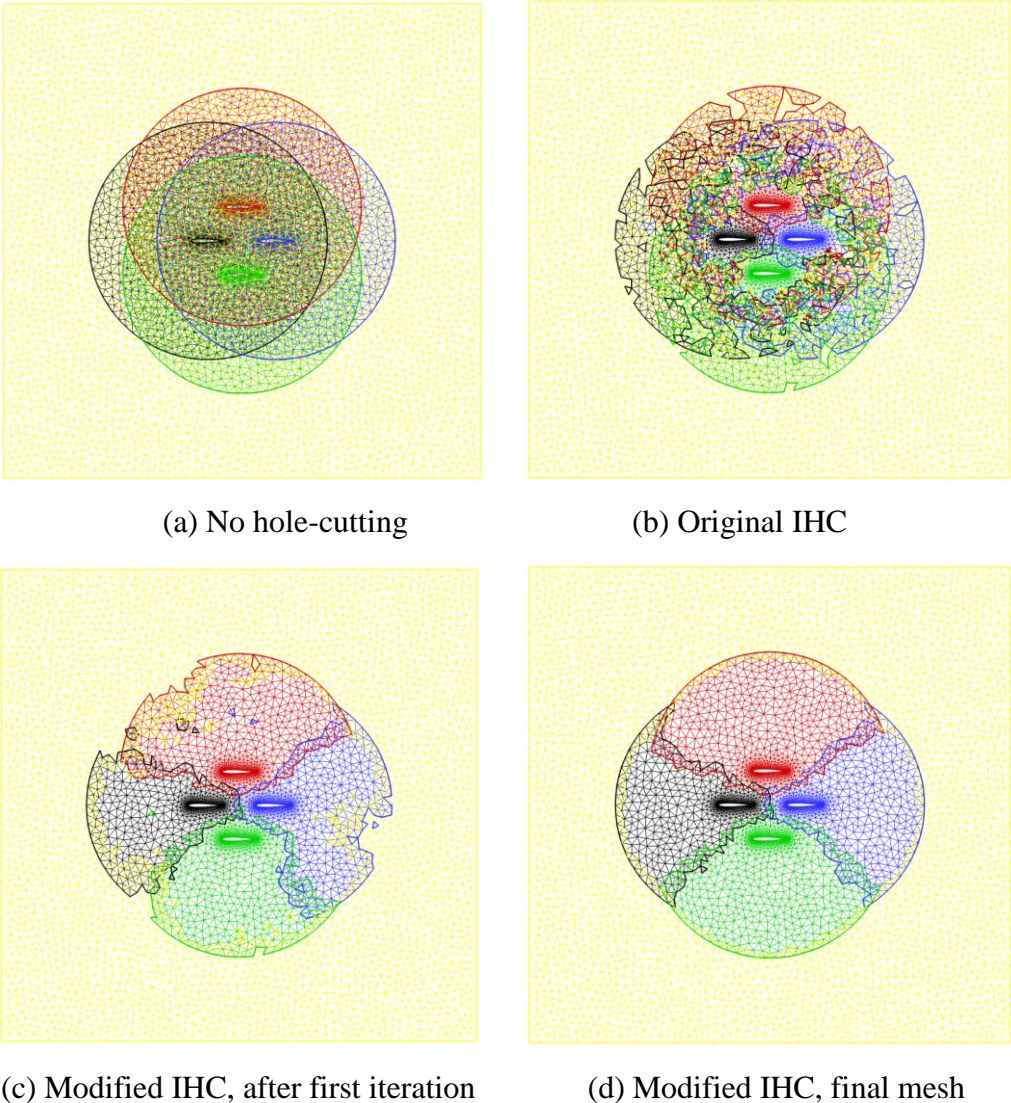 (a) No hole-cutting
(b) Original IHC
(c) Modified IHC, after first iteration
(d) Modified IHC, final mesh